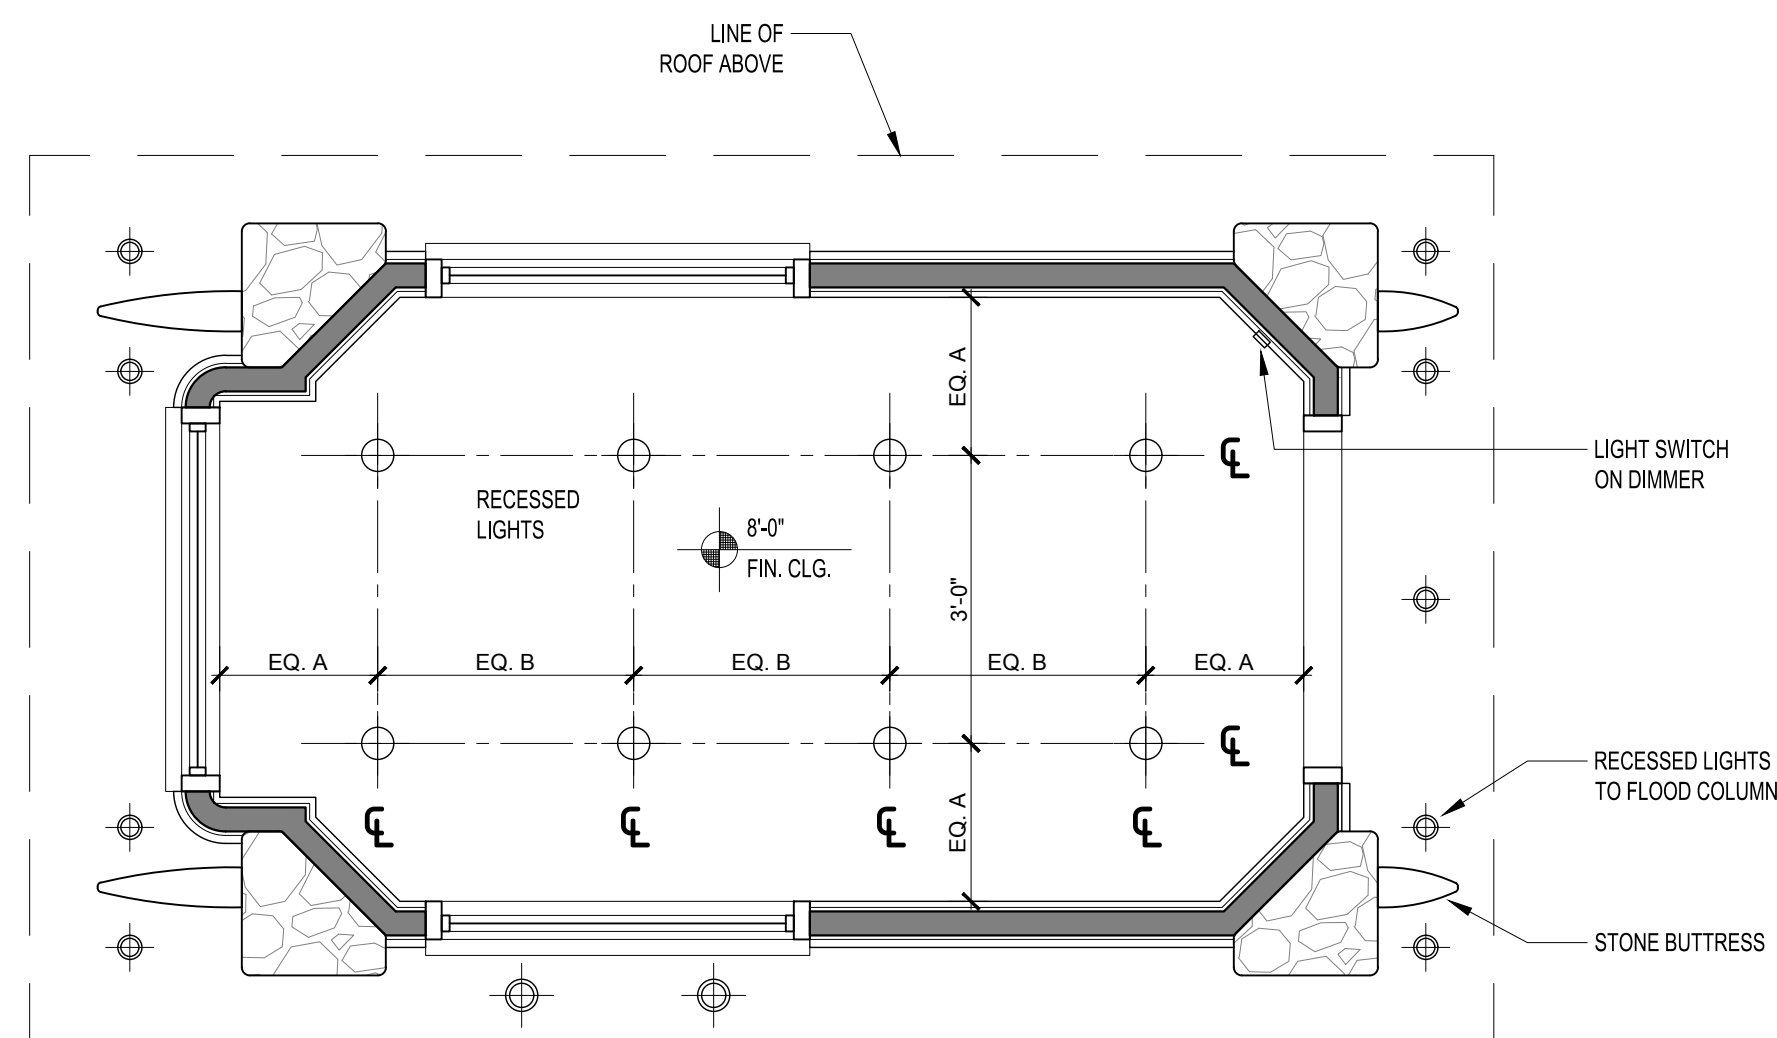 LINE OF
ROOF ABOVE
EQ. A
℄
LIGHT SWITCH
ON DIMMER
RECESSED
LIGHTS
8'-0"
FIN. CLG.
3'-0"
EQ. A
EQ. B
EQ. B
EQ. B
EQ. A
℄
RECESSED LIGHTS
TO FLOOD COLUMN
℄
℄
℄
EQ. A
℄
STONE BUTTRESS